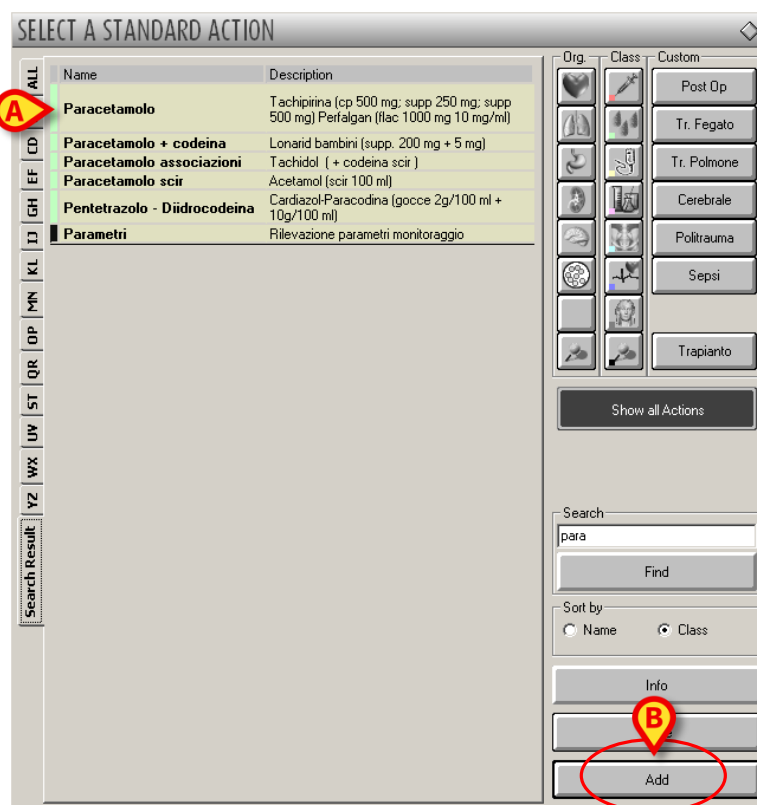 SELECT A STANDARD ACTION
Name Description
Paracetamolo
Tachipirina (cp 500 mg; supp 250 mg; supp
500 mg) Perfalgan (flac 1000 mg 10 mg/ml)
Paracetamolo + codeina Lonarid bambini (supp. 200 mg + 5 mg)
Paracetamolo associazioni Tachidol ( + codeina scir )
Paracetamolo scir Acetamol (scir 100 ml)
Pentetrazolo - Diidrocodeina
Cardiazol-Paracodina (gocce 2g/100 ml +
10g/100 ml)
Parametri Rilevazione parametri monitoraggio
A
ALL
CD
EF
GH
IJ
KL
MN
OP
QR
ST
UV
WX
YZ
Search Result
Org. Class Custom
Post Op
Tr. Fegato
Tr. Polmone
Cerebrale
Politrauma
Sepsi
Trapianto
Show all Actions
Search
para
Find
Sort by
Name Class
Info
B
Add